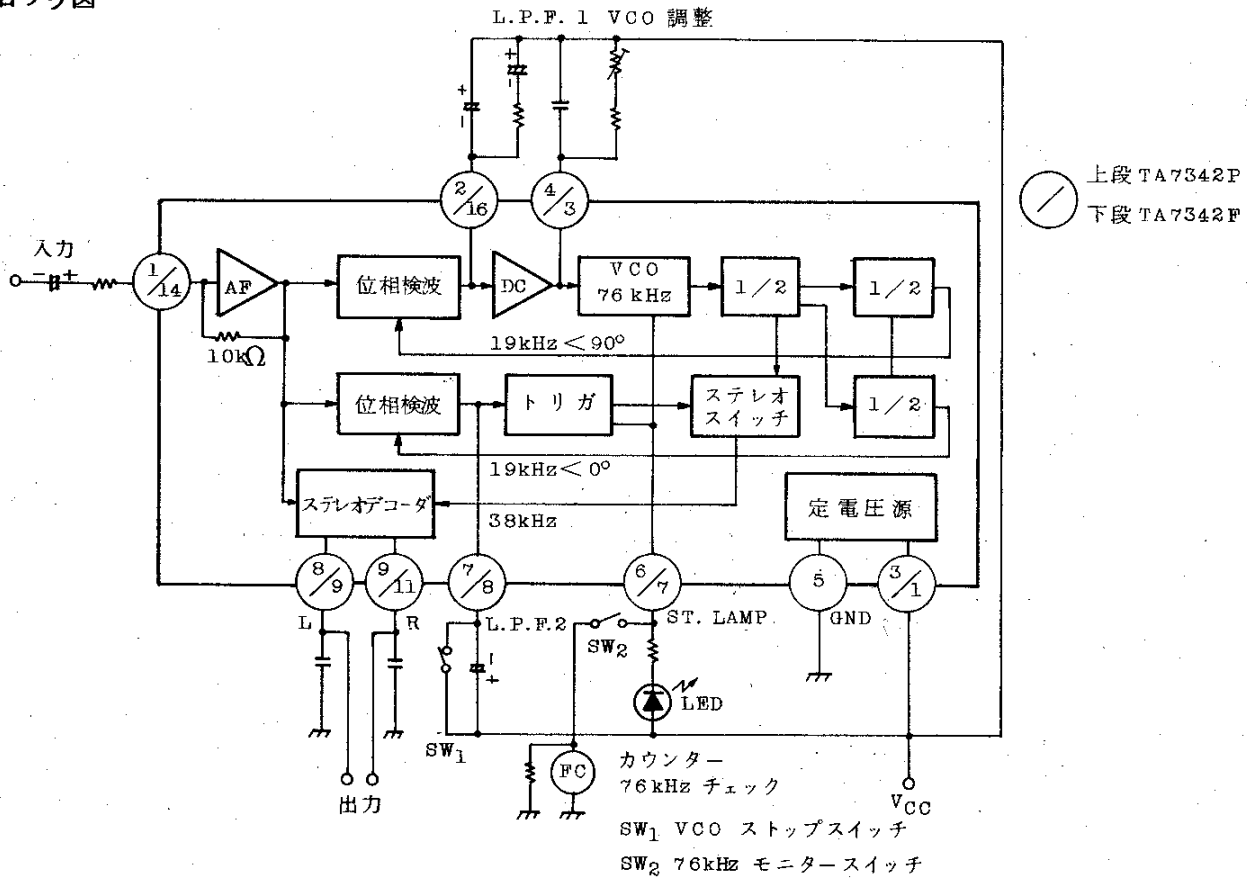 ロック図
L.P.F.1 VCO 調整
2/16
4/3
上段 TA7342P
下段 TA7342F
入力
1/14
AF
位相検波
DC
VCO
76kHz
1/2
1/2
10kΩ
19kHz<90°
位相検波
トリガ
ステレオ
スイッチ
1/2
19kHz<0°
ステレオデコーダ
38kHz
定電圧源
8/9
9/11
7/8
6/7
5
3/1
L
R
L.P.F.2
ST. LAMP
GND
SW2
LED
SW1
FC
カウンター
76kHz チェック
VCC
出力
SW1 VCO ストップスイッチ
SW2 76kHz モニタースイッチ